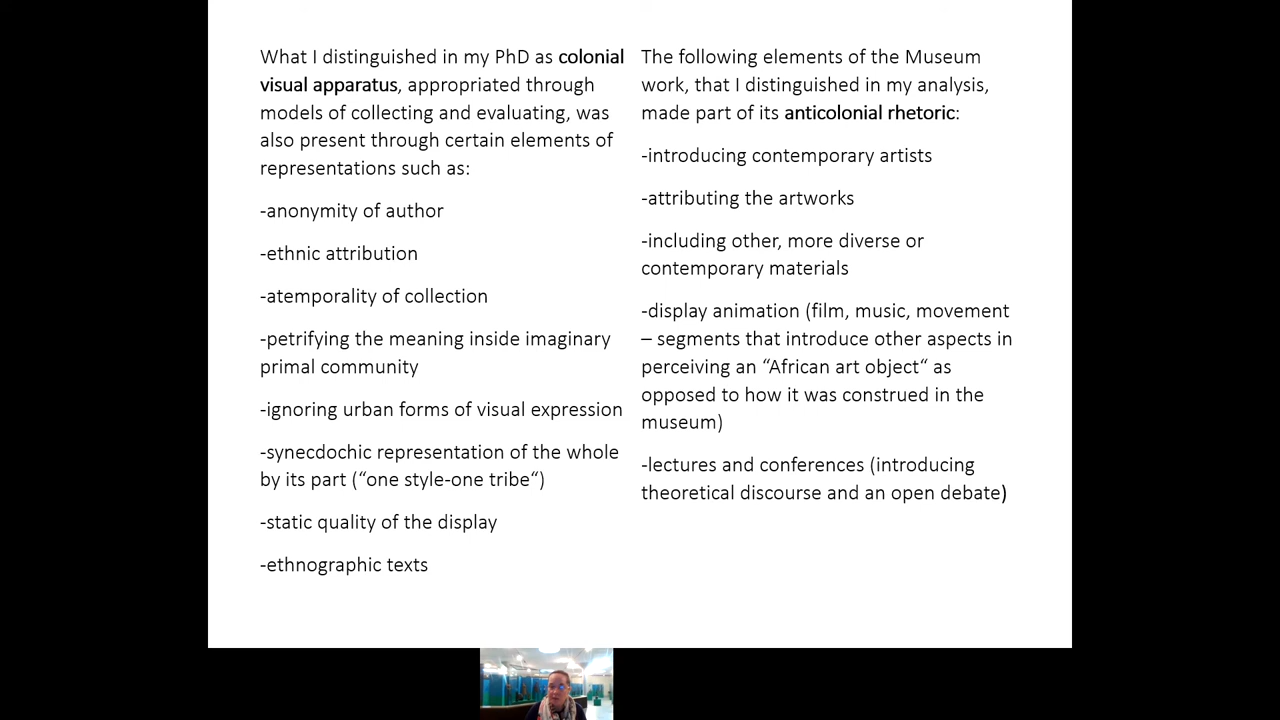 What I distinguished in my PhD as colonial
visual apparatus, appropriated through
models of collecting and evaluating, was
also present through certain elements of
representations such as:
-anonymity of author
-ethnic attribution
-atemporality of collection
-petrifying the meaning inside imaginary
primal community
-ignoring urban forms of visual expression
-synecdochic representation of the whole
by its part (“one style-one tribe“)
-static quality of the display
-ethnographic texts
The following elements of the Museum
work, that I distinguished in my analysis,
made part of its anticolonial rhetoric:
-introducing contemporary artists
-attributing the artworks
-including other, more diverse or
contemporary materials
-display animation (film, music, movement
– segments that introduce other aspects in
perceiving an “African art object“ as
opposed to how it was construed in the
museum)
-lectures and conferences (introducing
theoretical discourse and an open debate)